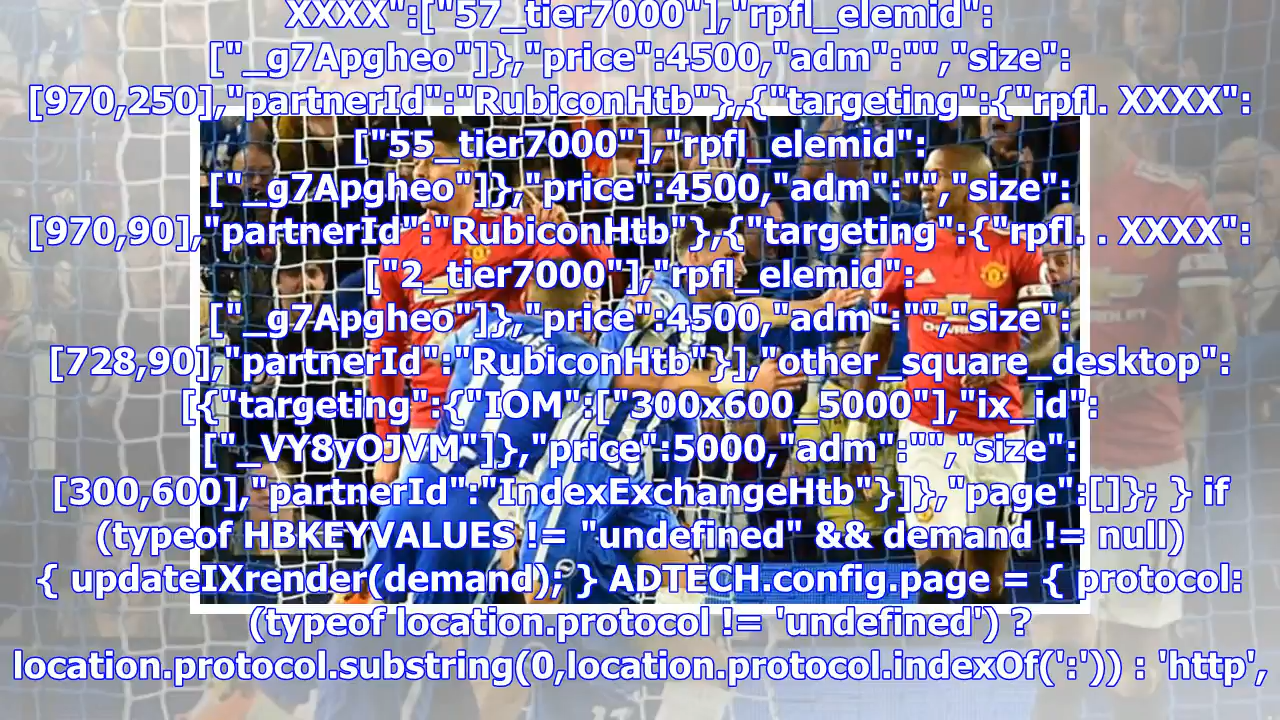 XXXX":["57_tier7000"],"rpfl_elemid":
["_g7Apgheo"]},"price":4500,"adm":"","size":
[970,250],"partnerId":"RubiconHtb"},{"targeting":{"rpfl. XXXX":
["55_tier7000"],"rpfl_elemid":
["_g7Apgheo"]},"price":4500,"adm":"","size":
[970,90],"partnerId":"RubiconHtb"},{"targeting":{"rpfl. . XXXX":
["2_tier7000"],"rpfl_elemid":
["_g7Apgheo"]},"price":4500,"adm":"","size":
[728,90],"partnerId":"RubiconHtb"}],"other_square_desktop":
[{"targeting":{"IOM":["300x600_5000"],"ix_id":
["_VY8yOJVM"]},"price":5000,"adm":"","size":
[300,600],"partnerId":"IndexExchangeHtb"}]},"page":[]}; } if
(typeof HBKEYVALUES != "undefined" && demand != null)
{ updateIXrender(demand); } ADTECH.config.page = { protocol:
(typeof location.protocol != 'undefined') ?
location.protocol.substring(0,location.protocol.indexOf(':')) : 'http',